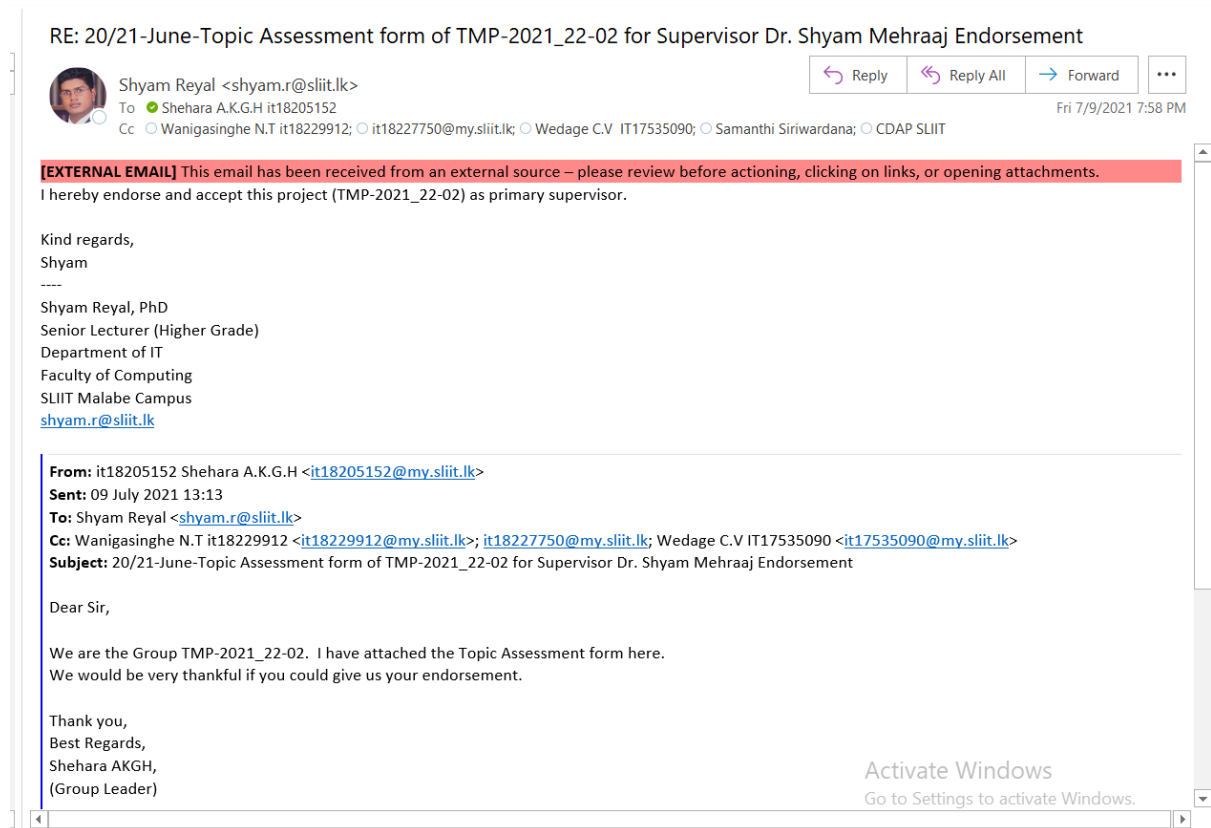 RE: 20/21-June-Topic Assessment form of TMP-2021_22-02 for Supervisor Dr. Shyam Mehraaj Endorsement
Shyam Reyal <shyam.r@sliit.lk>
Reply
Reply All
Forward
To Shehara A.K.G.H it18205152
Fri 7/9/2021 7:58 PM
Cc Wanigasinghe N.T it18229912; it18227750@my.sliit.lk; Wedage C.V IT17535090; Samanthi Siriwardana; CDAP SLIIT
[EXTERNAL EMAIL] This email has been received from an external source – please review before actioning, clicking on links, or opening attachments.
I hereby endorse and accept this project (TMP-2021_22-02) as primary supervisor.
Kind regards,
Shyam
----
Shyam Reyal, PhD
Senior Lecturer (Higher Grade)
Department of IT
Faculty of Computing
SLIIT Malabe Campus
shyam.r@sliit.lk
From: it18205152 Shehara A.K.G.H <it18205152@my.sliit.lk>
Sent: 09 July 2021 13:13
To: Shyam Reyal <shyam.r@sliit.lk>
Cc: Wanigasinghe N.T it18229912 <it18229912@my.sliit.lk>; it18227750@my.sliit.lk; Wedage C.V IT17535090 <it17535090@my.sliit.lk>
Subject: 20/21-June-Topic Assessment form of TMP-2021_22-02 for Supervisor Dr. Shyam Mehraaj Endorsement
Dear Sir,
We are the Group TMP-2021_22-02.  I have attached the Topic Assessment form here.
We would be very thankful if you could give us your endorsement.
Thank you,
Best Regards,
Shehara AKGH,
(Group Leader)
Activate Windows
Go to Settings to activate Windows.